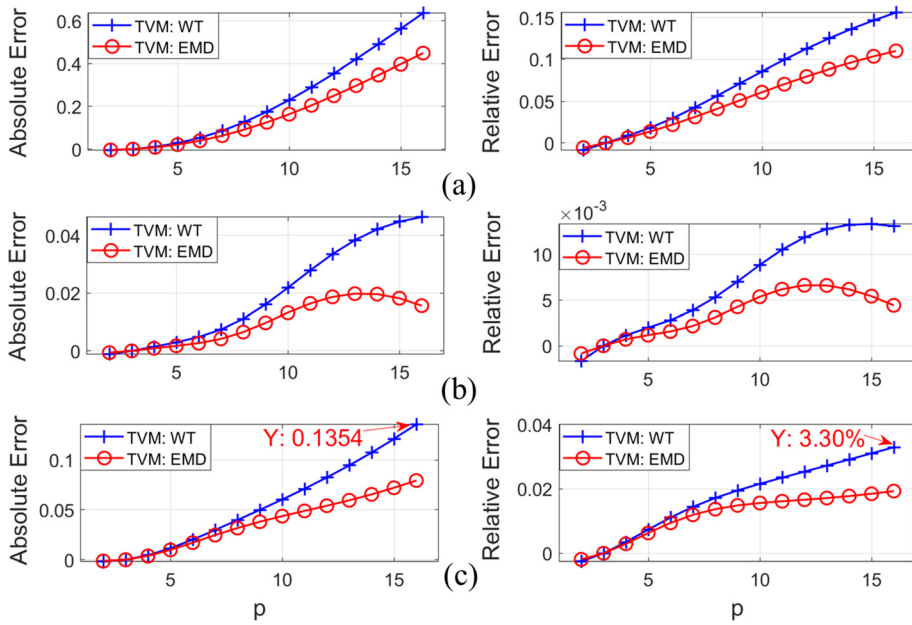 Absolute Error
0.6
0.4
0.2
0
TVM: WT
TVM: EMD
5
10
15
Relative Error
0.15
0.1
0.05
0
TVM: WT
TVM: EMD
5
10
15
(a)
Absolute Error
0.04
0.02
0
TVM: WT
TVM: EMD
5
10
15
Relative Error
×10⁻³
10
5
0
TVM: WT
TVM: EMD
5
10
15
(b)
Absolute Error
0.1
0.05
0
TVM: WT
TVM: EMD
Y: 0.1354
5
10
15
p
Relative Error
0.04
0.02
0
TVM: WT
TVM: EMD
Y: 3.30%
5
10
15
p
(c)